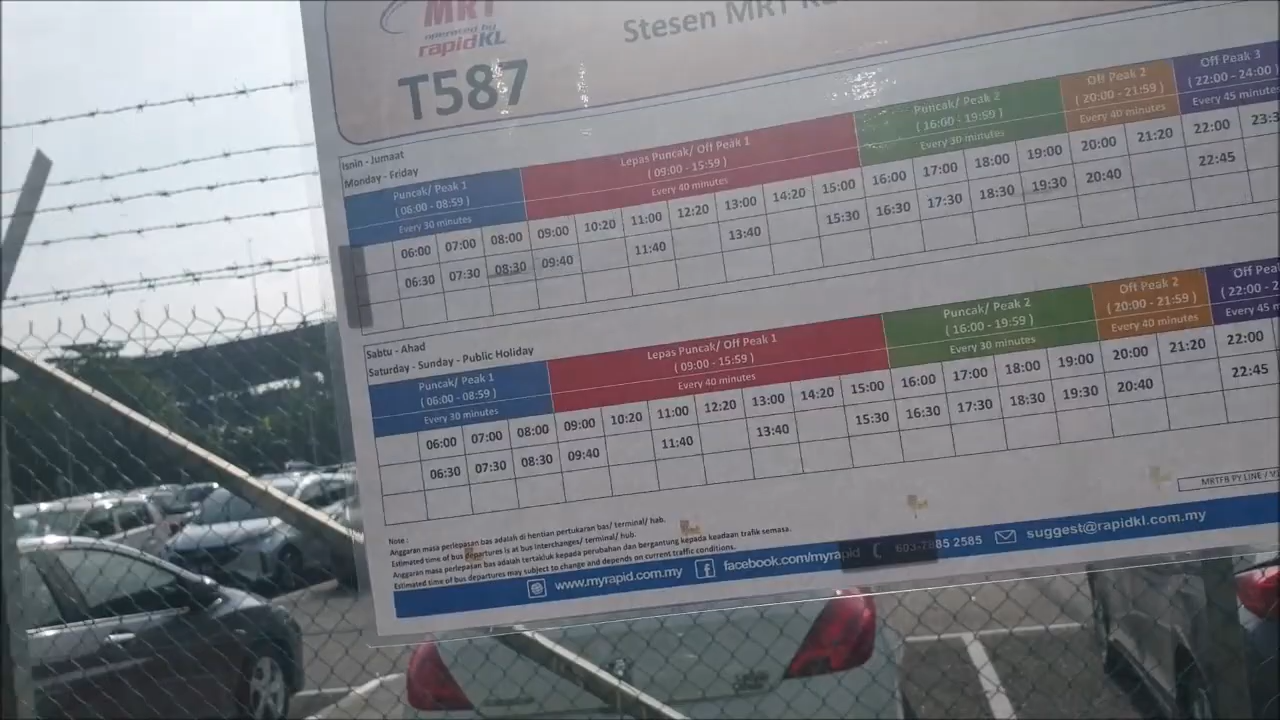 MRT
operated by
rapidKL
T587
Stesen MRT
Isnin - Jumaat
Monday - Friday
Puncak/ Peak 1
( 06:00 - 08:59 )
Every 30 minutes
Lepas Puncak/ Off Peak 1
( 09:00 - 15:59 )
Every 40 minutes
Puncak/ Peak 2
( 16:00 - 19:59 )
Every 30 minutes
Off Peak 2
( 20:00 - 21:59 )
Every 40 minutes
Off Peak 3
( 22:00 - 24:00 )
Every 45 minutes
06:00 07:00 08:00 09:00 10:20 11:00 12:20 13:00 14:20 15:00 16:00 17:00 18:00 19:00 20:00 21:20 22:00 23:3
06:30 07:30 08:30 09:40 11:40 13:40 15:30 16:30 17:30 18:30 19:30 20:40 22:45
Sabtu - Ahad
Saturday - Sunday - Public Holiday
Puncak/ Peak 1
( 06:00 - 08:59 )
Every 30 minutes
Lepas Puncak/ Off Peak 1
( 09:00 - 15:59 )
Every 40 minutes
Puncak/ Peak 2
( 16:00 - 19:59 )
Every 30 minutes
Off Peak 2
( 20:00 - 21:59 )
Every 40 minutes
Off Pea
( 22:00 - 2
Every 45 m
06:00 07:00 08:00 09:00 10:20 11:00 12:20 13:00 14:20 15:00 16:00 17:00 18:00 19:00 20:00 21:20 22:00
06:30 07:30 08:30 09:40 11:40 13:40 15:30 16:30 17:30 18:30 19:30 20:40 22:45
Note :
Anggaran masa perlepasan bas adalah di hentian pertukaran bas/ terminal/ hab.
Estimated time of bus departures is at bus interchanges/ terminal/ hub.
Anggaran masa perlepasan bas adalah tertakluk kepada perubahan dan bergantung kepada keadaan trafik semasa.
Estimated time of bus departures may subject to change and depends on current traffic conditions.
MRTFB PY LINE /
www.myrapid.com.my facebook.com/myrapid 603-7885 2585 suggest@rapidkl.com.my